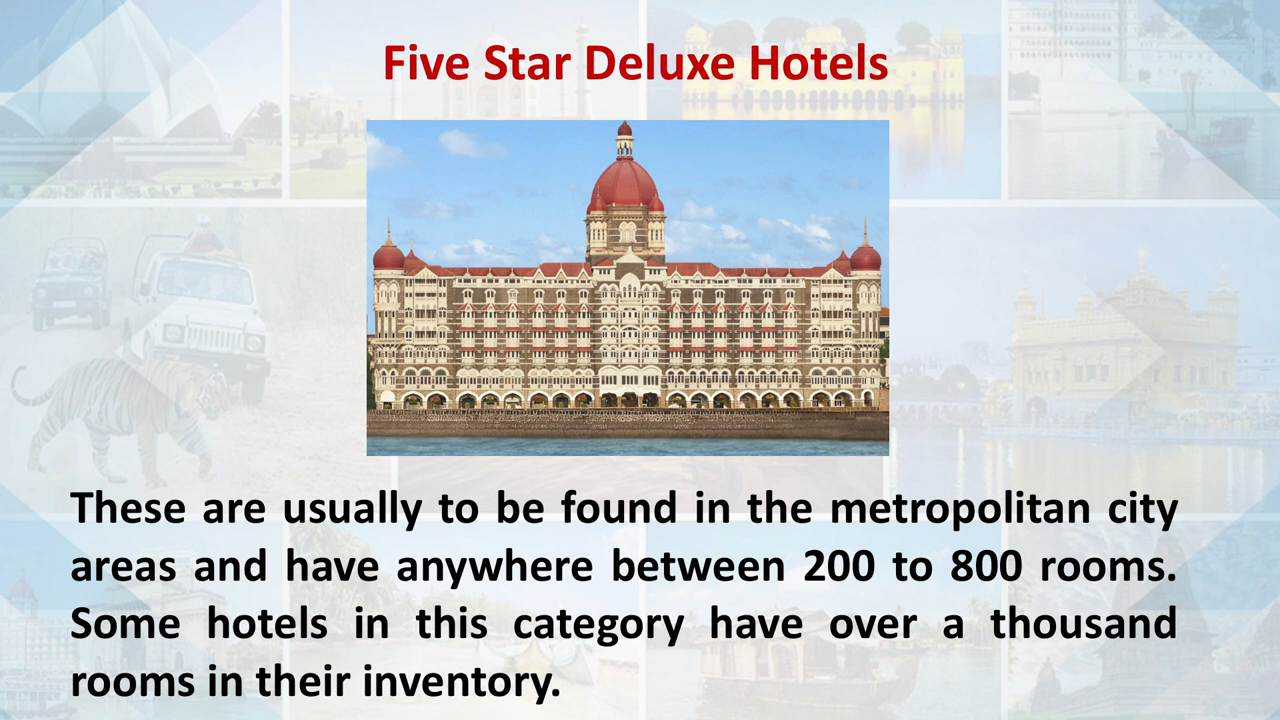 Five Star Deluxe Hotels
These are usually to be found in the metropolitan city
areas and have anywhere between 200 to 800 rooms.
Some hotels in this category have over a thousand
rooms in their inventory.